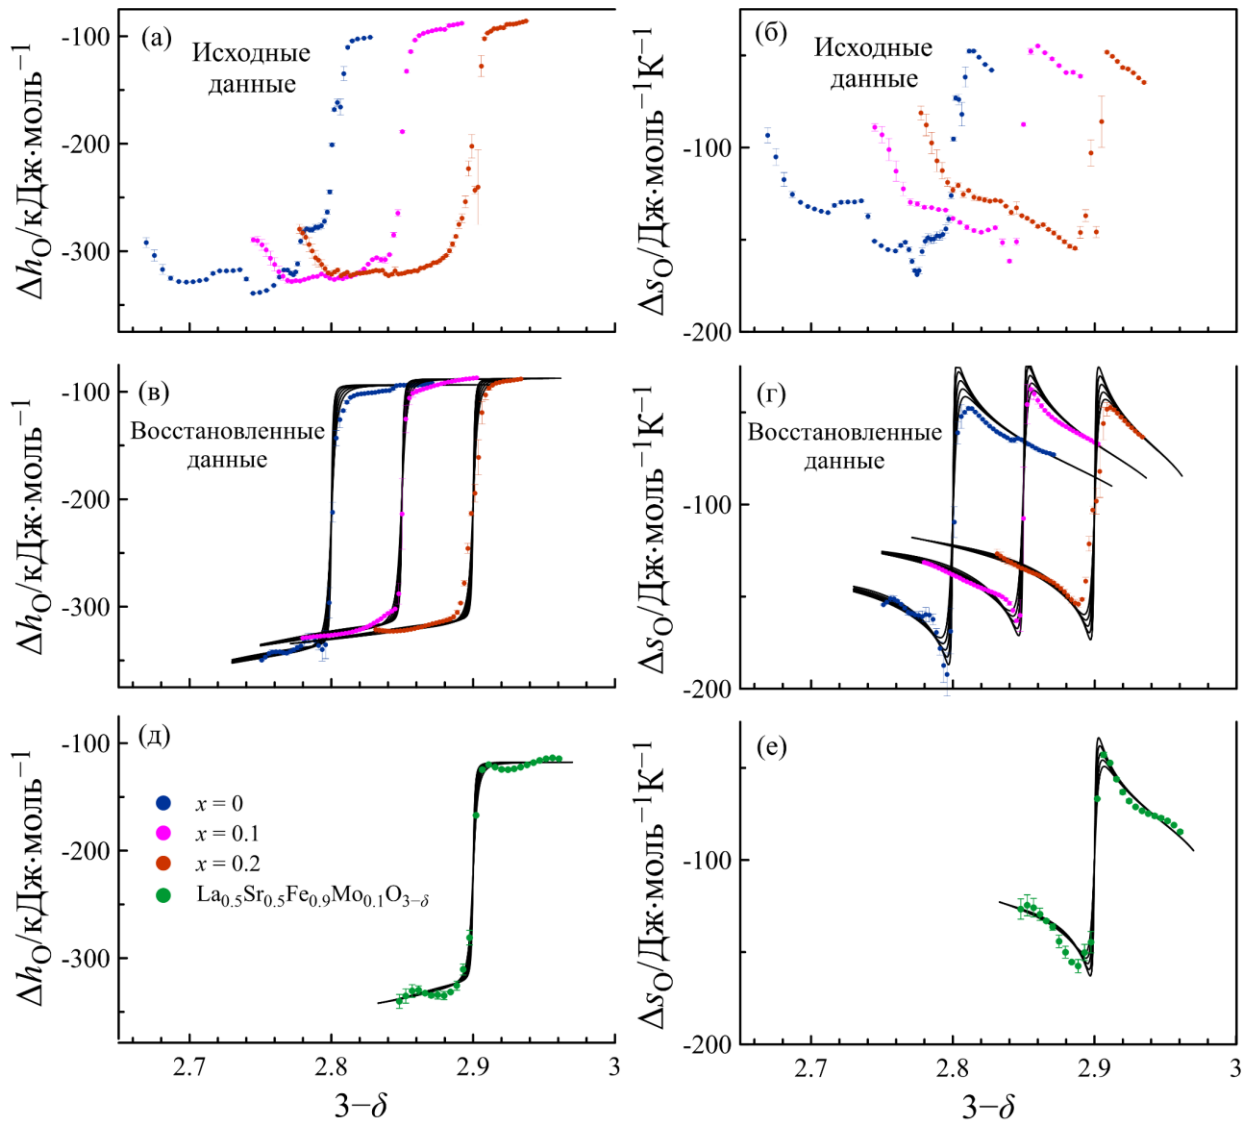 (а)
Исходные
данные
Δh_O/кДж·моль⁻¹
-100
-200
-300
(б)
Исходные
данные
Δs_O/Дж·моль⁻¹К⁻¹
-100
-200
(в)
Восстановленные
данные
Δh_O/кДж·моль⁻¹
-100
-200
-300
(г)
Восстановленные
данные
Δs_O/Дж·моль⁻¹К⁻¹
-100
-200
(д)
Δh_O/кДж·моль⁻¹
-100
-200
-300
x = 0
x = 0.1
x = 0.2
La₀.₅Sr₀.₅Fe₀.₉Mo₀.₁O₃₋δ
2.7 2.8 2.9 3
3−δ
(е)
Δs_O/Дж·моль⁻¹К⁻¹
-100
-200
2.7 2.8 2.9 3
3−δ